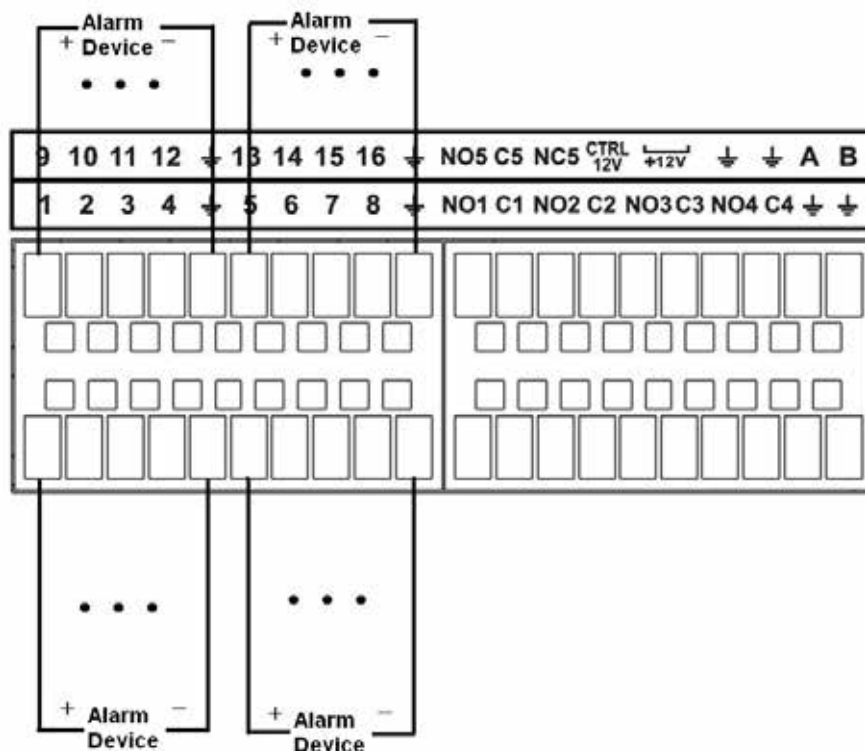 Alarm Device
+ −
Alarm Device
+ −
9 10 11 12 ⏚ 13 14 15 16 ⏚ NO5 C5 NC5 CTRL 12V +12V ⏚ ⏚ A B
1 2 3 4 ⏚ 5 6 7 8 ⏚ NO1 C1 NO2 C2 NO3 C3 NO4 C4 ⏚ ⏚
+ −
Alarm Device
+ −
Alarm Device